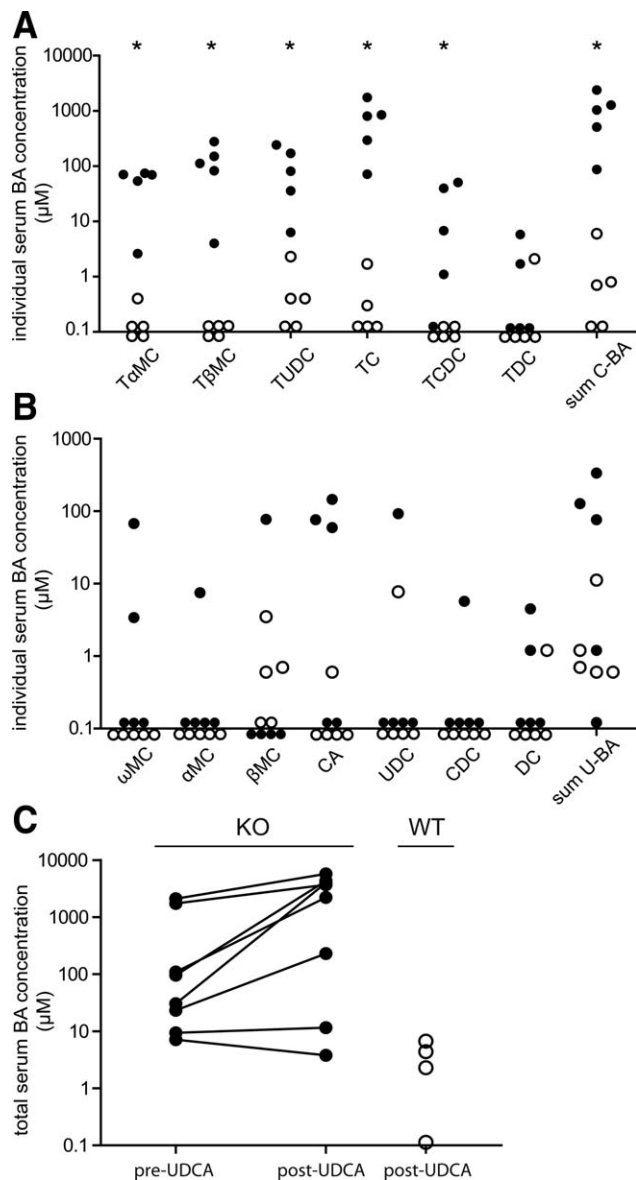 A
* * * * * *
individual serum BA concentration
(µM)
10000
1000
100
10
1
0.1
TαMC TβMC TUDC TC TCDC TDC sum C-BA
B
individual serum BA concentration
(µM)
1000
100
10
1
0.1
ωMC αMC βMC CA UDC CDC DC sum U-BA
C
KO WT
total serum BA concentration
(µM)
10000
1000
100
10
1
0.1
pre-UDCA post-UDCA post-UDCA